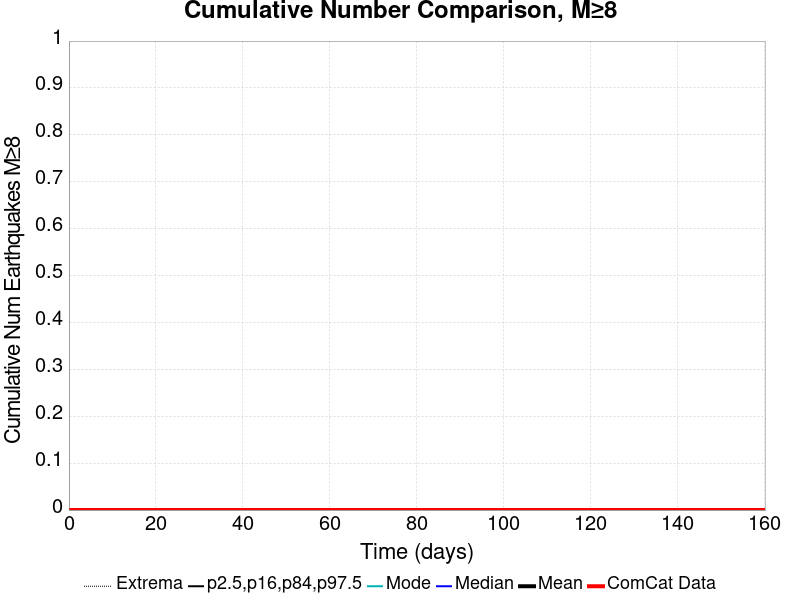 Cumulative Number Comparison, M≥8
Cumulative Num Earthquakes M≥8
1
0.9
0.8
0.7
0.6
0.5
0.4
0.3
0.2
0.1
0
0 20 40 60 80 100 120 140 160
Time (days)
Extrema p2.5,p16,p84,p97.5 Mode Median Mean ComCat Data